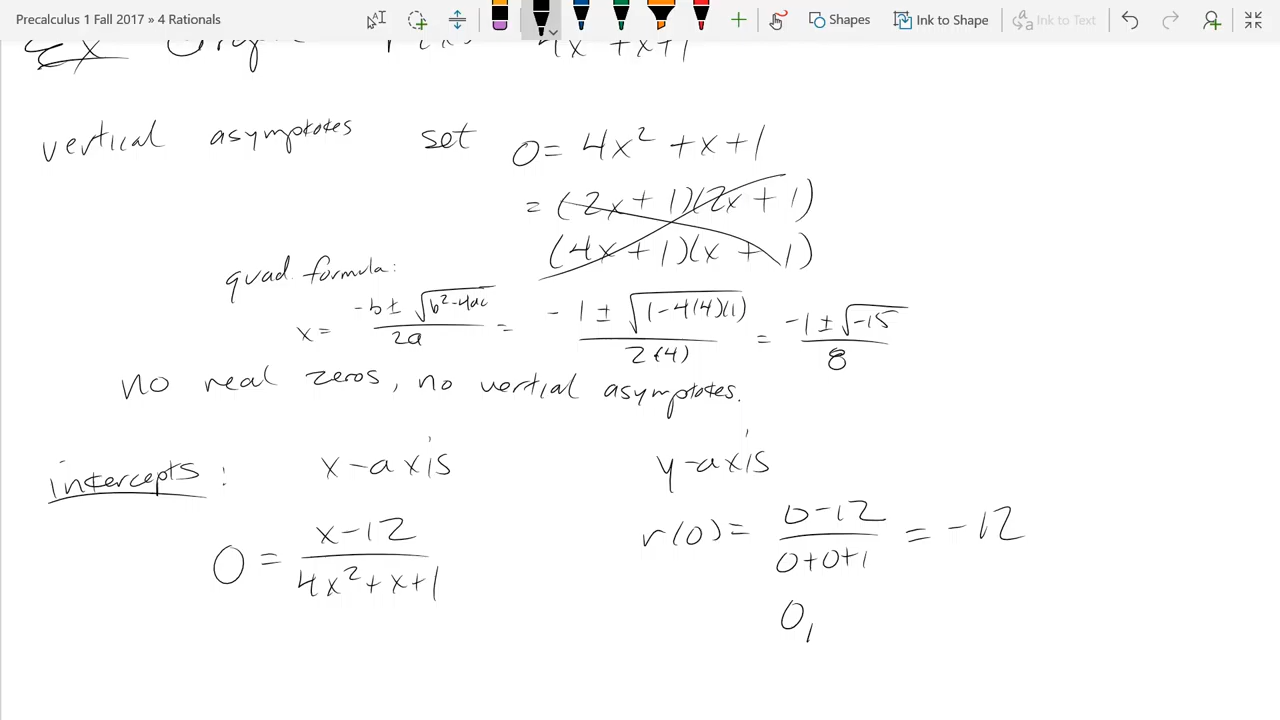 Precalculus 1 Fall 2017 » 4 Rationals
Shapes
Ink to Shape
Ink to Text
Ex 4x +x+1
vertical asymptotes set 0 = 4x² + x + 1
= (2x + 1)(2x + 1)
(4x + 1)(x + 1)
quad. formula:
x = -b ± √(b²-4ac) / 2a = -1 ± √(1-4(4)(1)) / 2(4) = -1 ± √-15 / 8
no real zeros, no vertical asymptotes.
intercepts: x-axis y-axis
0 = x-12 / 4x²+x+1 r(0) = 0-12 / 0+0+1 = -12
0,